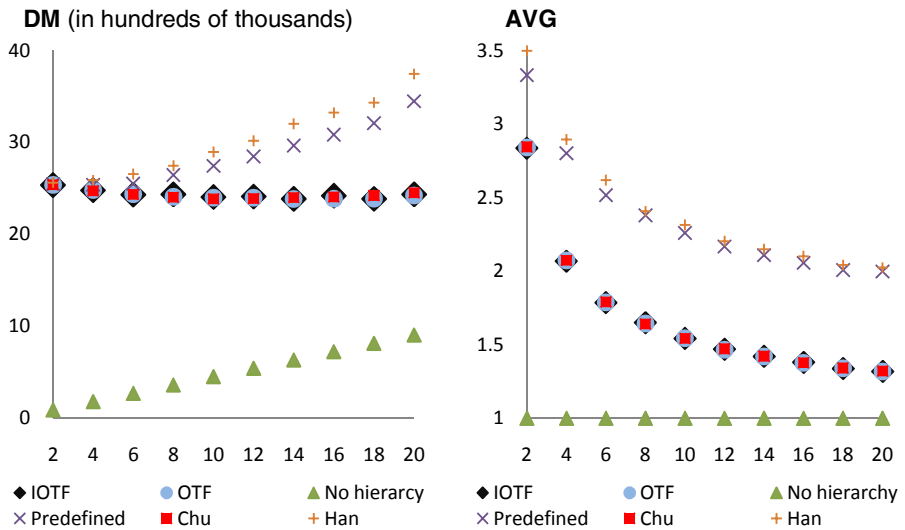 DM (in hundreds of thousands)
40
30
20
10
0
2 4 6 8 10 12 14 16 18 20
IOTF OTF No hierarcy
Predefined Chu Han
AVG
3.5
3
2.5
2
1.5
1
2 4 6 8 10 12 14 16 18 20
IOTF OTF No hierarchy
Predefined Chu Han